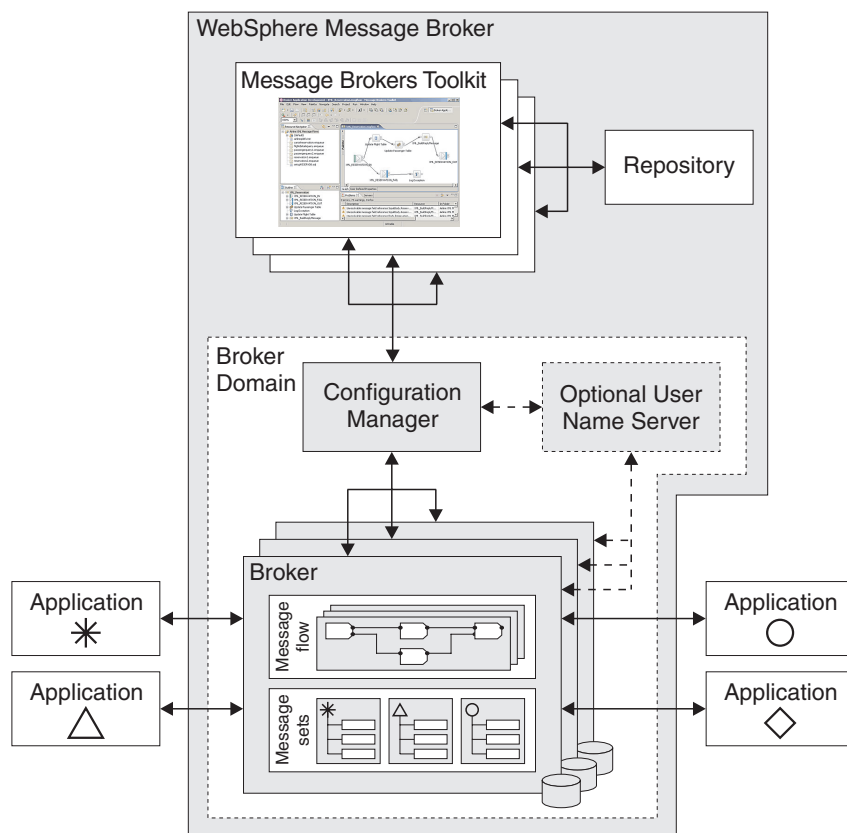 WebSphere Message Broker
Message Brokers Toolkit
Repository
Broker
Domain
Configuration
Manager
Optional User
Name Server
Broker
Application
Application
Message
flow
Application
Application
Message
sets